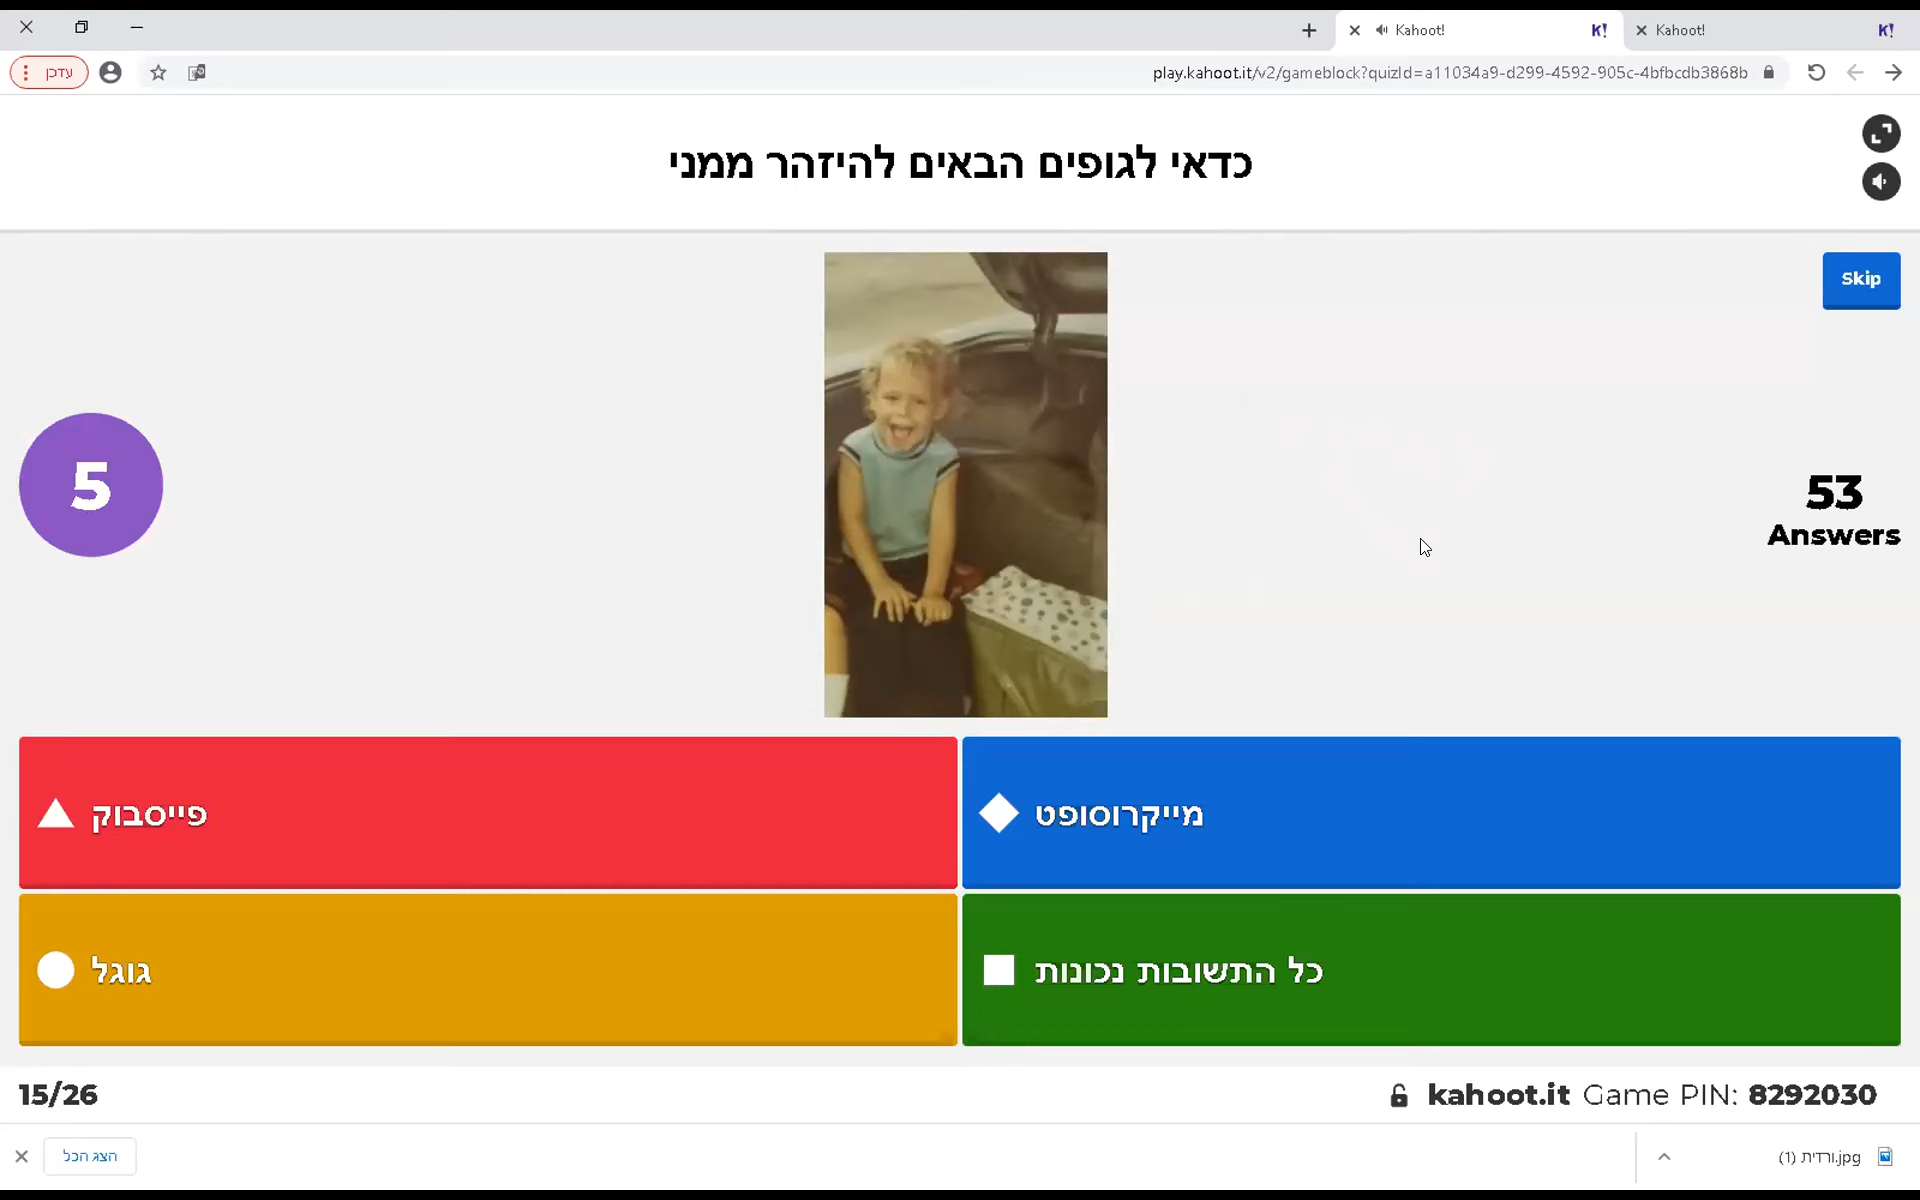 Kahoot!
Kahoot!
עדכן
play.kahoot.it/v2/gameblock?quizId=a11034a9-d299-4592-905c-4bfbcdb3868b
כדאי לגופים הבאים להיזהר ממני
Skip
5
53
Answers
פייסבוק
מייקרוסופט
גוגל
כל התשובות נכונות
15/26
kahoot.it Game PIN: 8292030
הצג הכל
ורדית (1).jpg